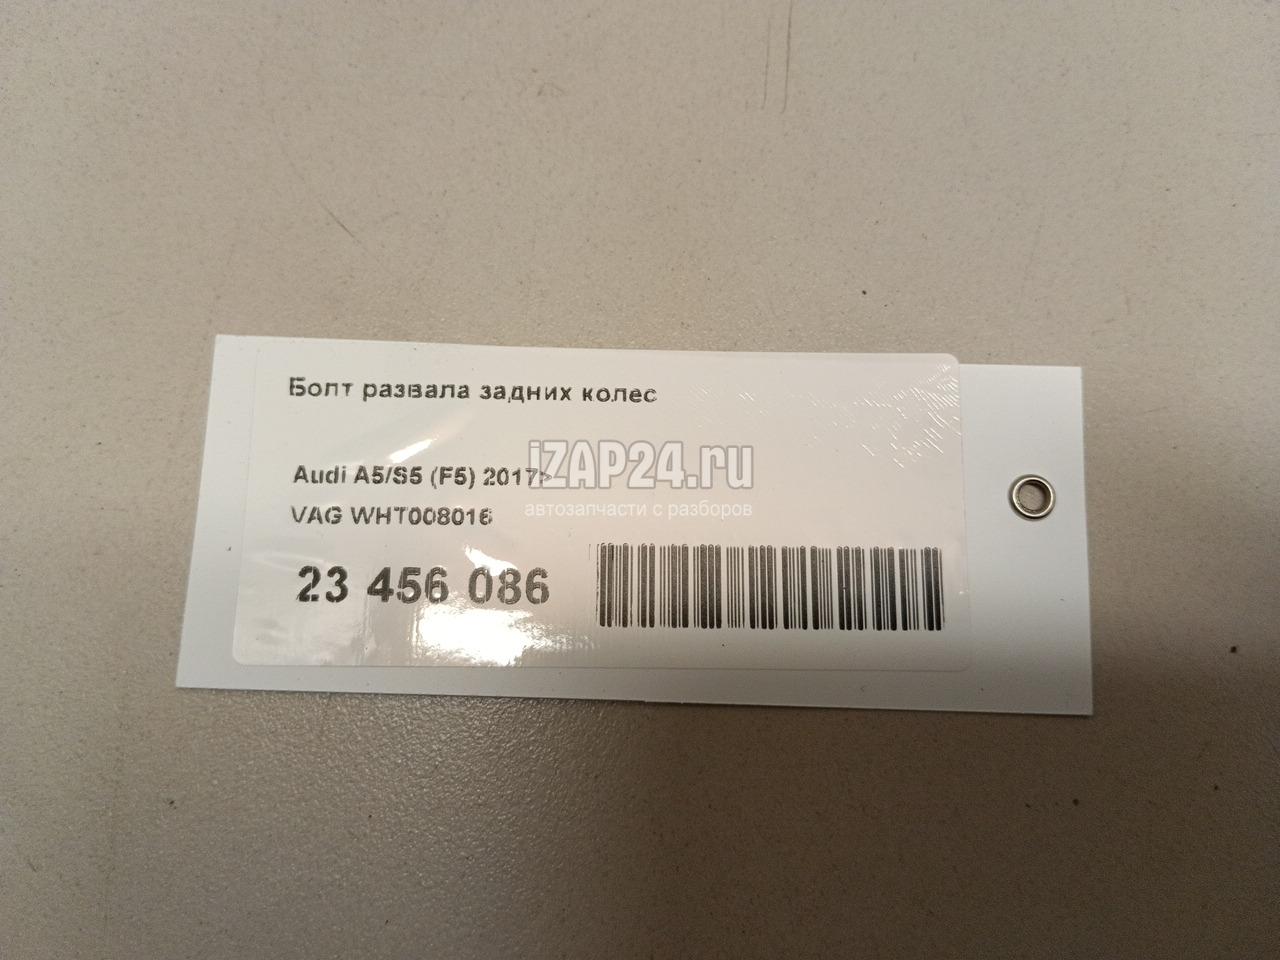 Болт развала задних колес
iZAP24.ru
Audi A5/S5 (F5) 2017>
автозапчасти с разборов
VAG WHT008016
23 456 086